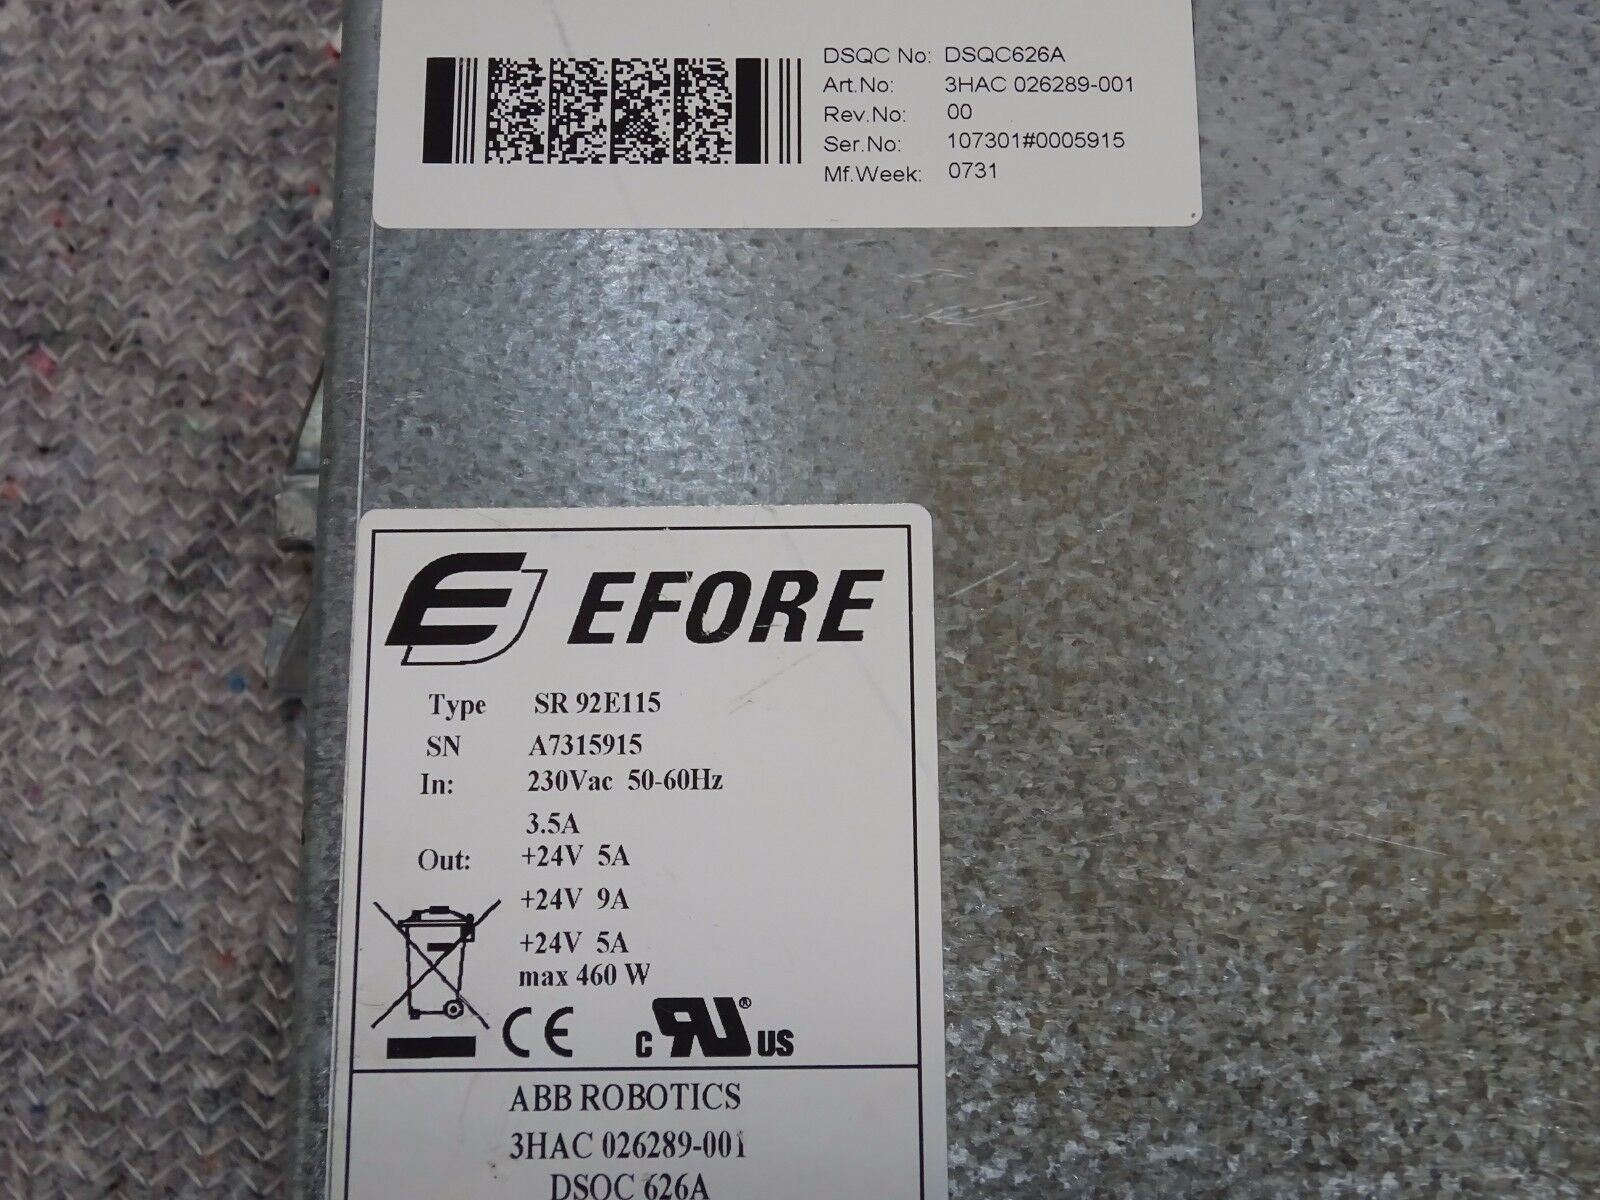 DSQC No: DSQC626A
Art.No: 3HAC 026289-001
Rev.No: 00
Ser.No: 107301#0005915
Mf.Week: 0731
E EFORE
Type SR 92E115
SN A7315915
In: 230Vac 50-60Hz
3.5A
Out: +24V 5A
+24V 9A
+24V 5A
max 460 W
CE c RU ® US
ABB ROBOTICS
3HAC 026289-001
DSQC 626A